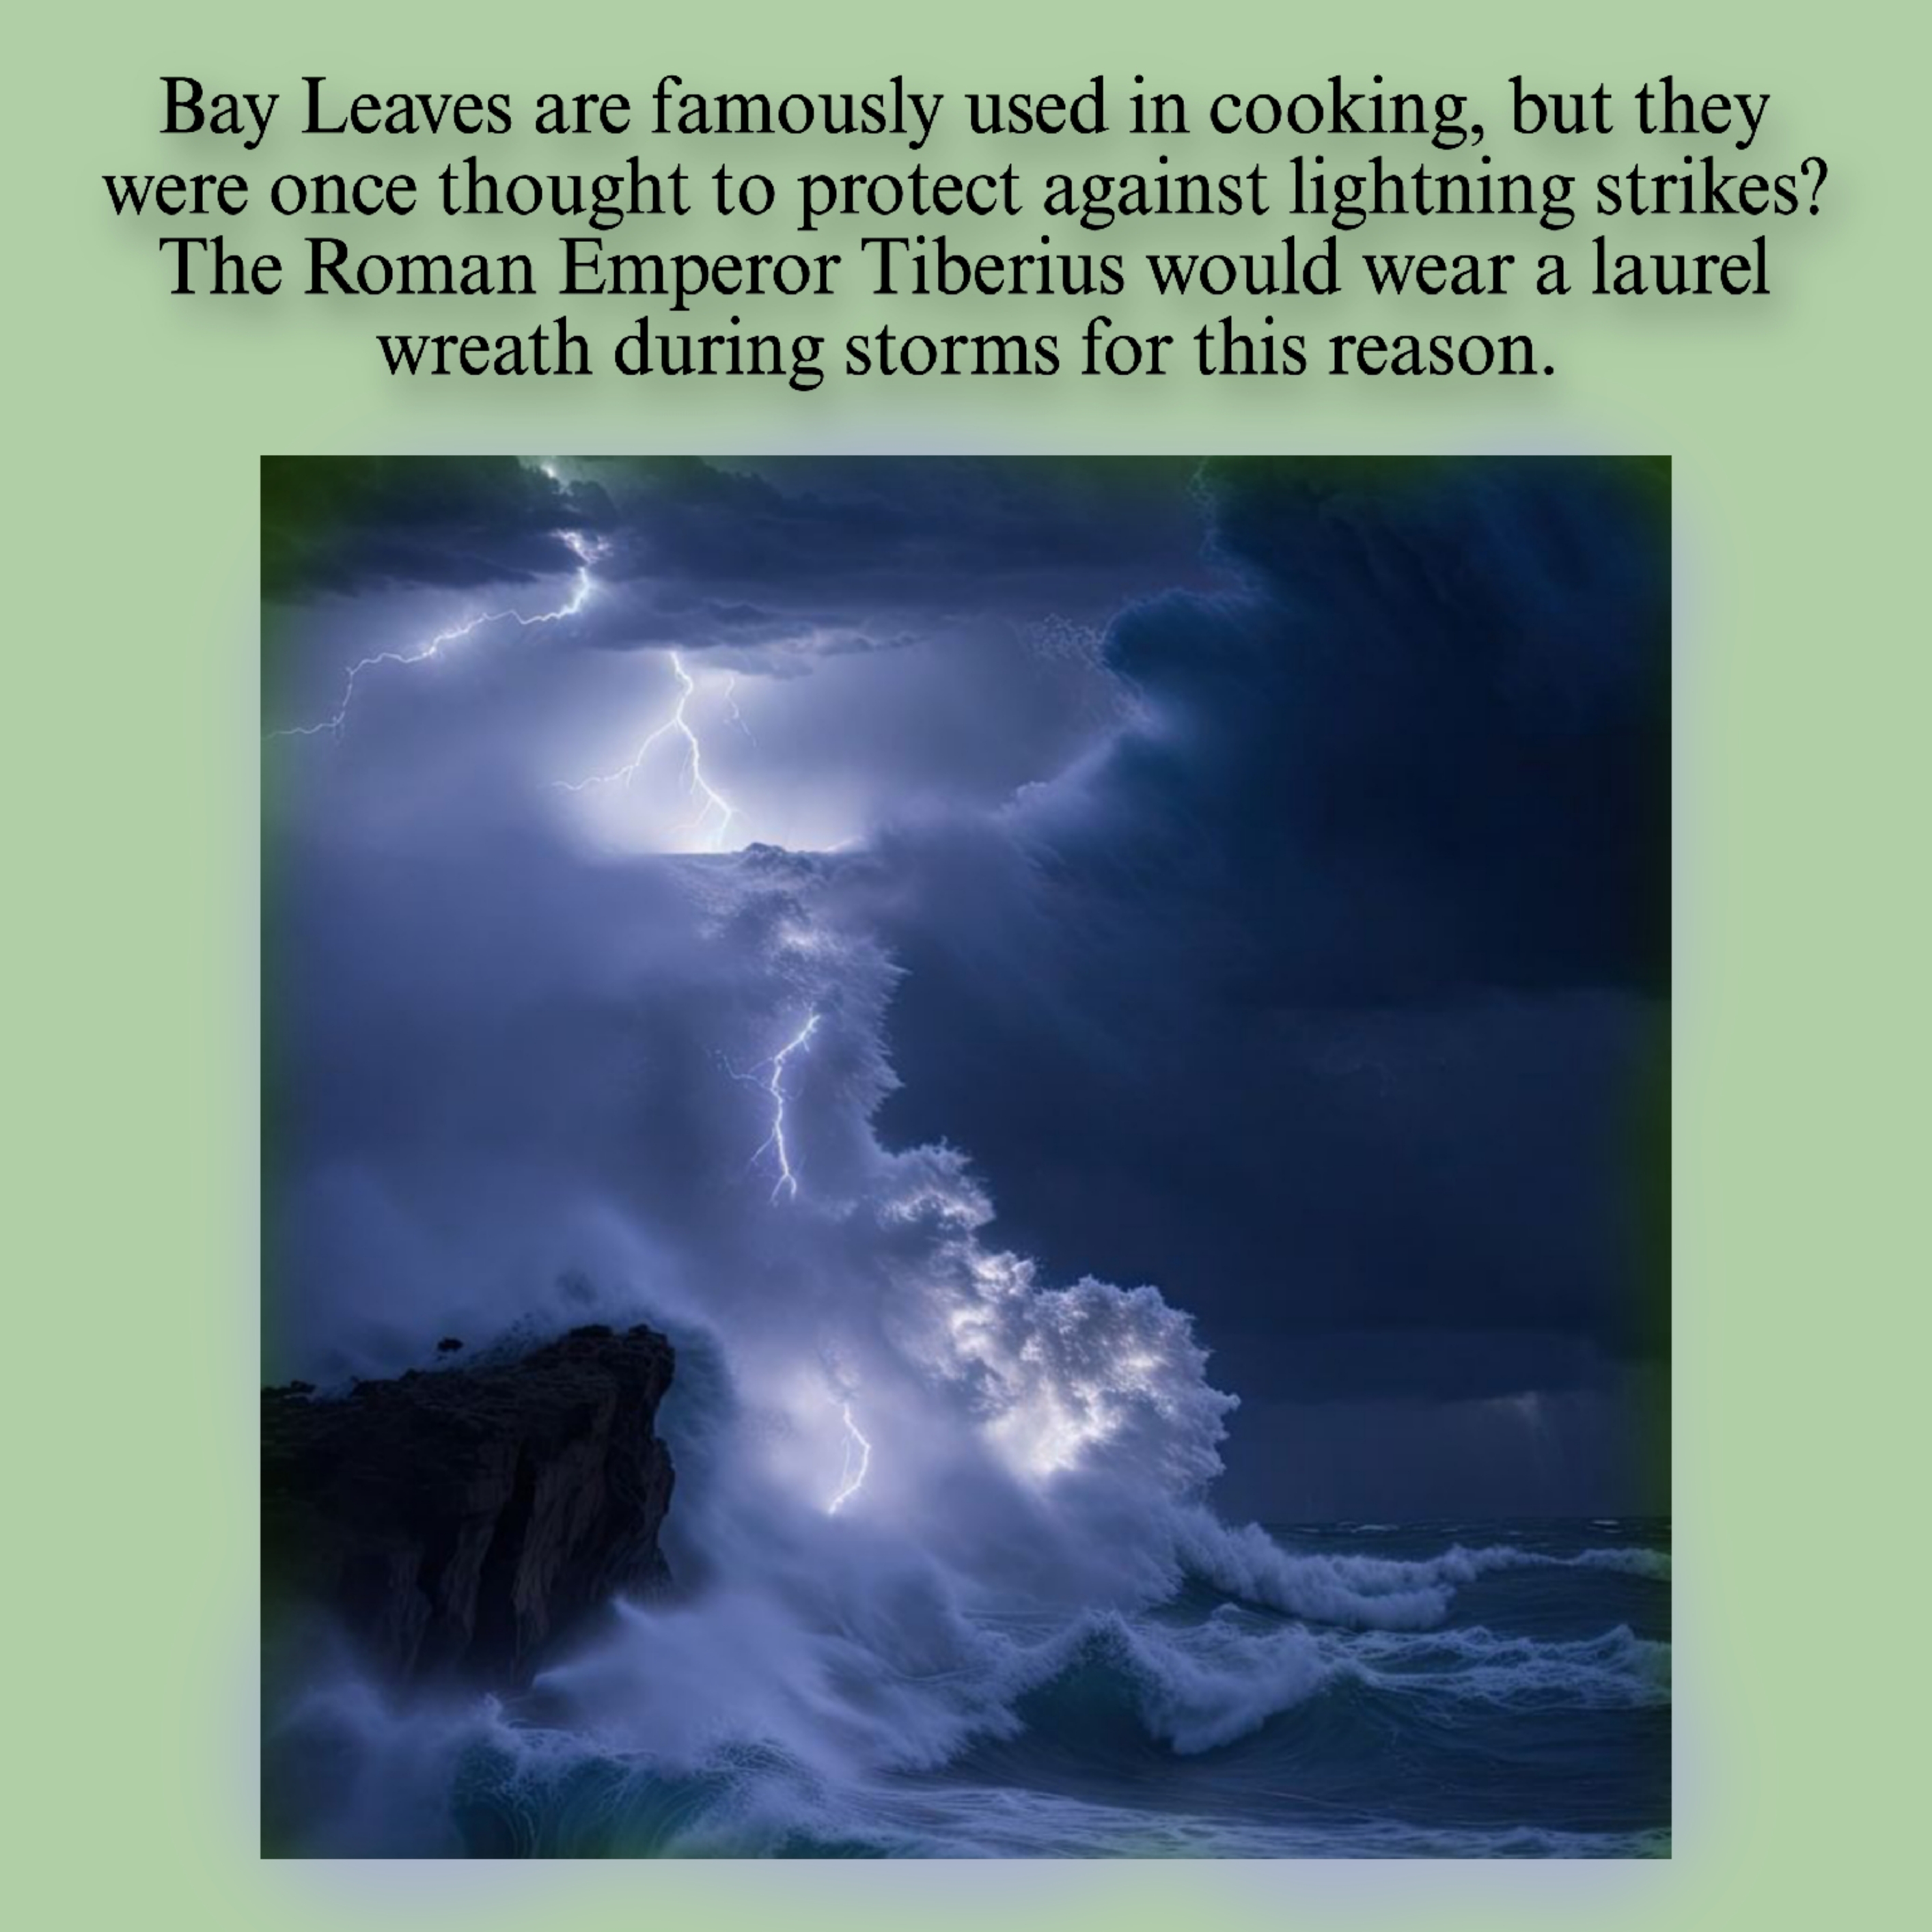 Bay Leaves are famously used in cooking, but they
were once thought to protect against lightning strikes?
The Roman Emperor Tiberius would wear a laurel
wreath during storms for this reason.